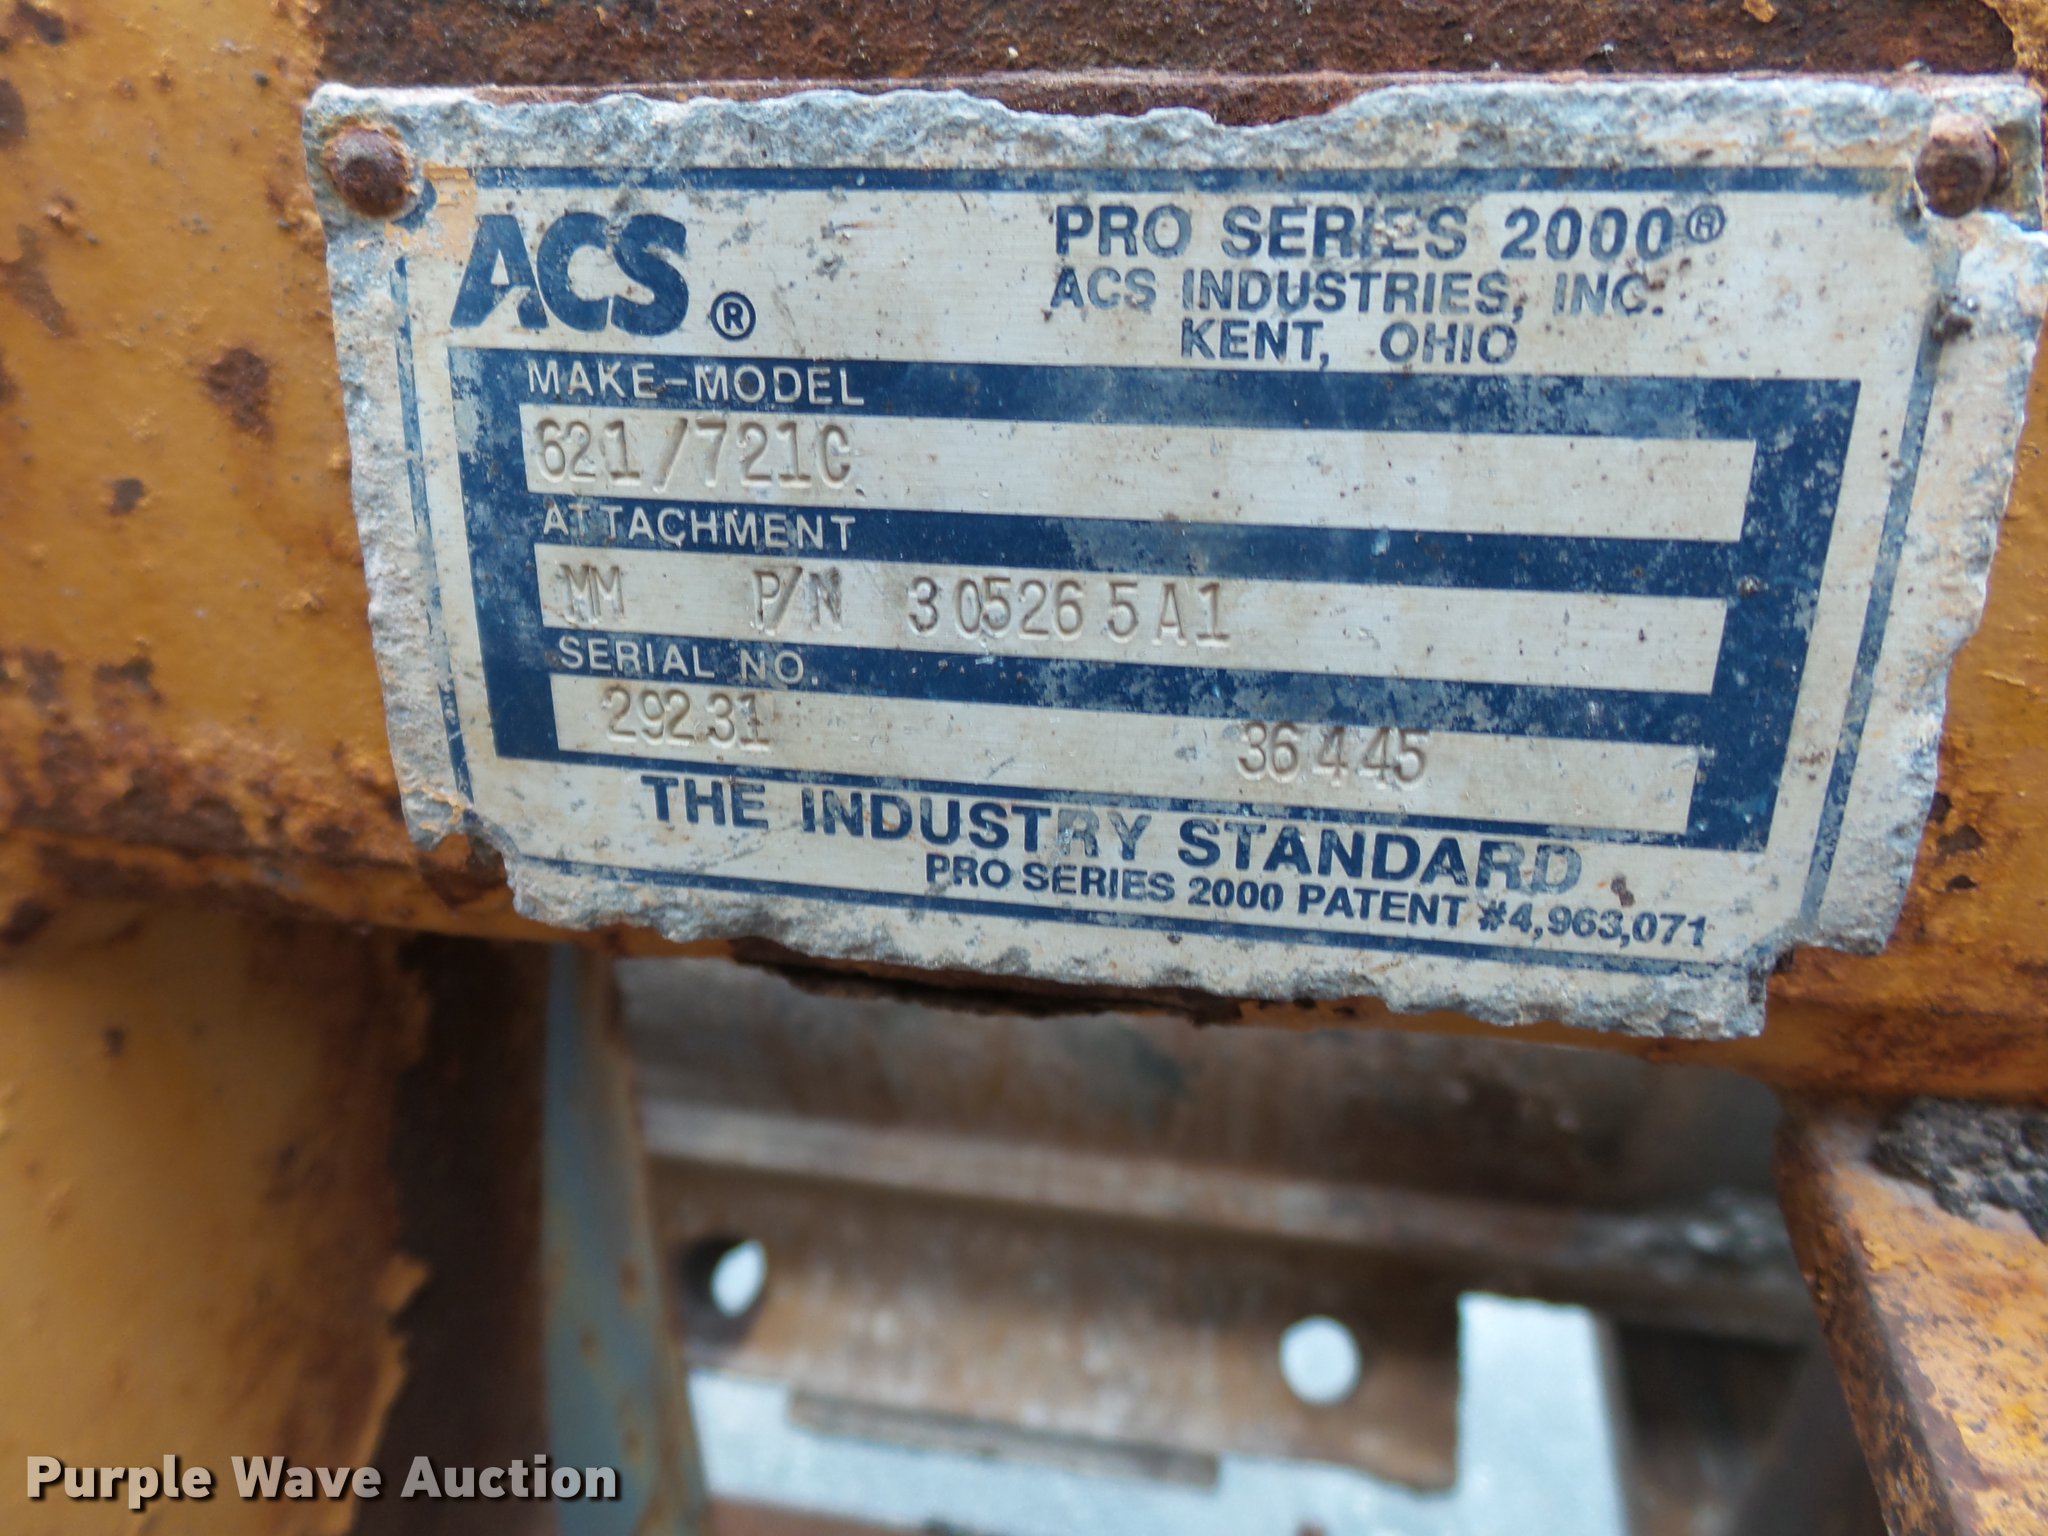 ACS®
PRO SERIES 2000®
ACS INDUSTRIES, INC.
KENT, OHIO
MAKE-MODEL
621/721C
ATTACHMENT
MM P/N 305265A1
SERIAL NO.
29231 36445
THE INDUSTRY STANDARD
PRO SERIES 2000 PATENT #4,963,071
Purple Wave Auction